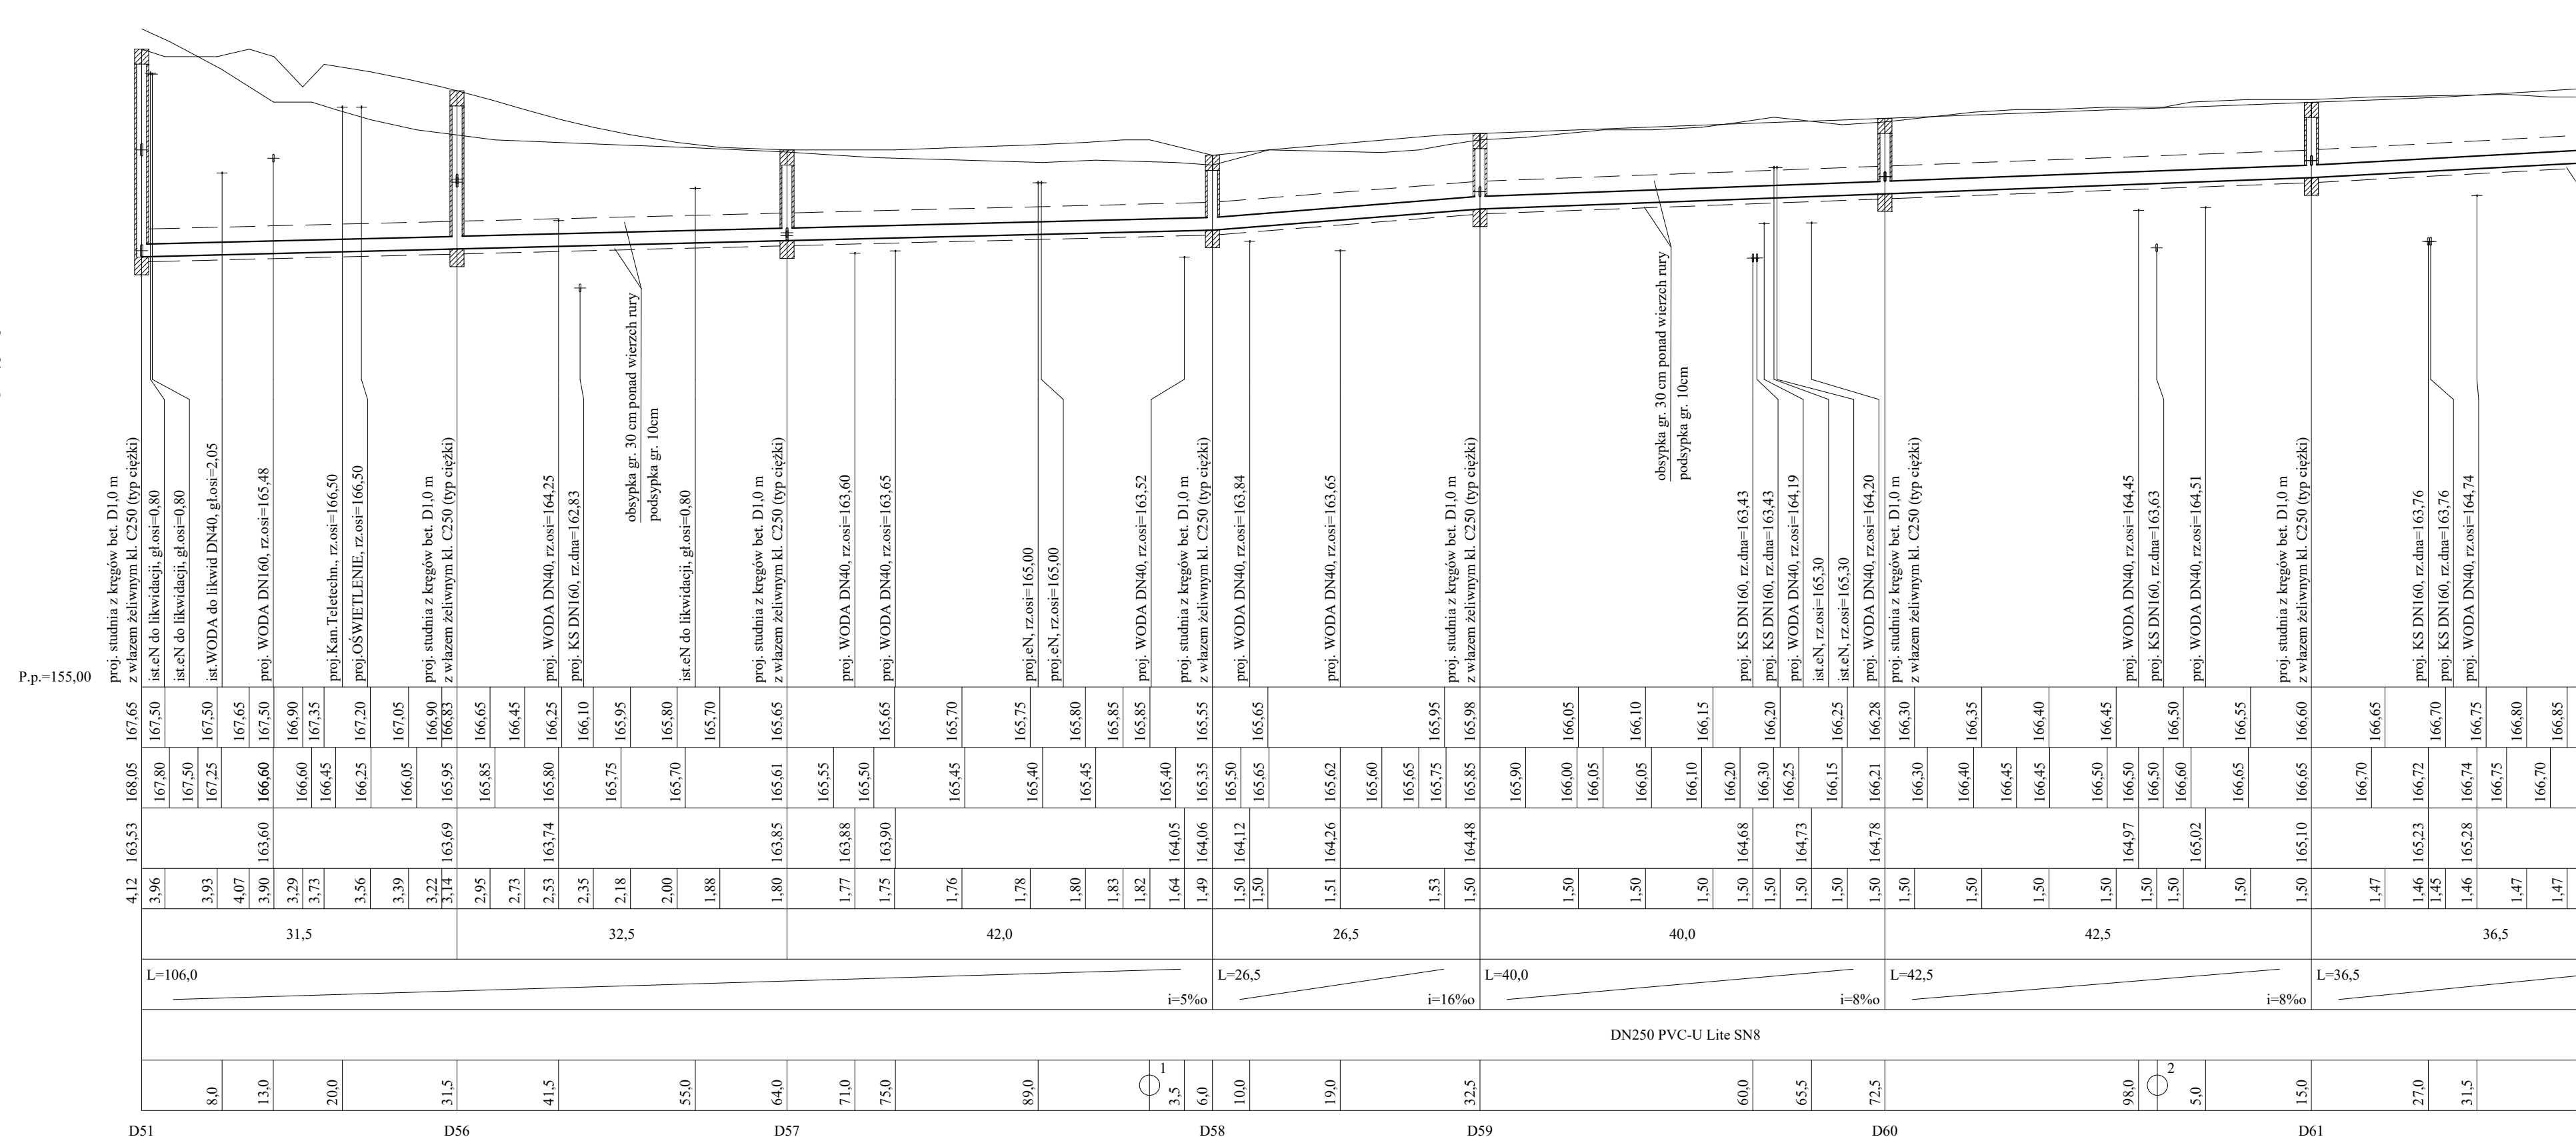 proj. studnia z kręgów bet. D1,0 m
z włazem żeliwnym kl. C250 (typ ciężki)
ist.eN do likwidacji, gł.osi=0,80
ist.eN do likwidacji, gł.osi=0,80
ist.WODA do likwid DN40, gł.osi=2,05
proj. WODA DN160, rz.osi=165,48
proj.Kan.Teletechn., rz.osi=166,50
proj.OŚWIETLENIE, rz.osi=166,50
proj. studnia z kręgów bet. D1,0 m
z włazem żeliwnym kl. C250 (typ ciężki)
proj. WODA DN40, rz.osi=164,25
proj. KS DN160, rz.dna=162,83
obsypka gr. 30 cm ponad wierzch rury
podsypka gr. 10cm
ist.eN do likwidacji, gł.osi=0,80
proj. studnia z kręgów bet. D1,0 m
z włazem żeliwnym kl. C250 (typ ciężki)
proj. WODA DN40, rz.osi=163,60
proj. WODA DN40, rz.osi=163,65
proj.eN, rz.osi=165,00
proj.eN, rz.osi=165,00
proj. WODA DN40, rz.osi=163,52
proj. studnia z kręgów bet. D1,0 m
z włazem żeliwnym kl. C250 (typ ciężki)
proj. WODA DN40, rz.osi=163,84
proj. WODA DN40, rz.osi=163,65
proj. studnia z kręgów bet. D1,0 m
z włazem żeliwnym kl. C250 (typ ciężki)
obsypka gr. 30 cm ponad wierzch rury
podsypka gr. 10cm
proj. KS DN160, rz.dna=163,43
proj. KS DN160, rz.dna=163,43
proj. WODA DN40, rz.osi=164,19
ist.eN, rz.osi=165,30
ist.eN, rz.osi=165,30
proj. WODA DN40, rz.osi=164,20
proj. studnia z kręgów bet. D1,0 m
z włazem żeliwnym kl. C250 (typ ciężki)
proj. WODA DN40, rz.osi=164,45
proj. KS DN160, rz.dna=163,63
proj. WODA DN40, rz.osi=164,51
proj. studnia z kręgów bet. D1,0 m
z włazem żeliwnym kl. C250 (typ ciężki)
proj. KS DN160, rz.dna=163,76
proj. KS DN160, rz.dna=163,76
proj. WODA DN40, rz.osi=164,74
P.p.=155,00
167,65 167,50 167,50 167,65 167,50 166,90 167,35 167,20 167,05 166,90 166,83 166,65 166,45 166,25 166,10 165,95 165,80 165,70 165,65 165,65 165,70 165,75 165,80 165,85 165,85 165,55 165,65 165,95 165,98 166,05 166,10 166,15 166,20 166,25 166,28 166,30 166,35 166,40 166,45 166,50 166,55 166,60 166,65 166,70 166,75 166,80 166,85
168,05 167,80 167,50 167,25 166,60 166,60 166,45 166,25 166,05 165,95 165,85 165,80 165,75 165,70 165,61 165,55 165,50 165,45 165,40 165,45 165,40 165,35 165,50 165,65 165,62 165,60 165,65 165,75 165,85 165,90 166,00 166,05 166,05 166,10 166,20 166,30 166,25 166,15 166,21 166,30 166,40 166,45 166,45 166,50 166,50 166,50 166,60 166,65 166,65 166,70 166,72 166,74 166,75 166,70
163,53 163,60 163,69 163,74 163,85 163,88 163,90 164,05 164,06 164,12 164,26 164,48 164,68 164,73 164,78 164,97 165,02 165,10 165,23 165,28
4,12 3,96 3,93 4,07 3,90 3,29 3,73 3,56 3,39 3,22 3,14 2,95 2,73 2,53 2,35 2,18 2,00 1,88 1,80 1,77 1,75 1,76 1,78 1,80 1,83 1,82 1,64 1,49 1,50 1,50 1,51 1,53 1,50 1,50 1,50 1,50 1,50 1,50 1,50 1,50 1,50 1,50 1,50 1,50 1,50 1,50 1,50 1,50 1,50 1,47 1,46 1,45 1,46 1,47 1,47
31,5 32,5 42,0 26,5 40,0 42,5 36,5
L=106,0 i=5‰ L=26,5 i=16‰ L=40,0 i=8‰ L=42,5 i=8‰ L=36,5
DN250 PVC-U Lite SN8
8,0 13,0 20,0 31,5 41,5 55,0 64,0 71,0 75,0 89,0 1 3,5 6,0 10,0 19,0 32,5 60,0 65,5 72,5 98,0 2 5,0 15,0 27,0 31,5
D51 D56 D57 D58 D59 D60 D61